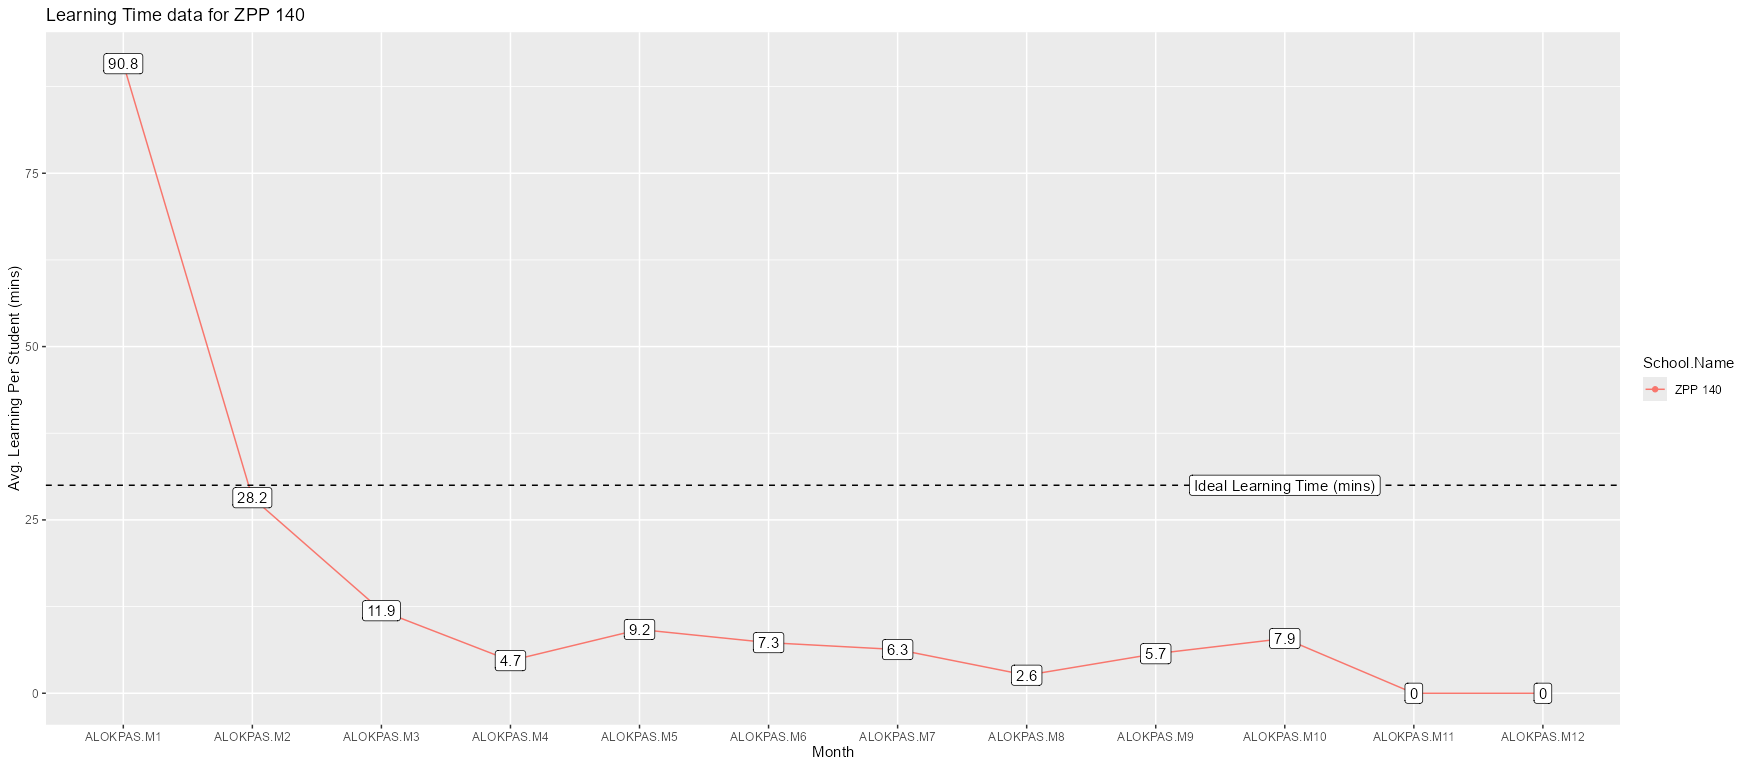 Learning Time data for ZPP 140
Avg. Learning Per Student (mins)
75
50
25
0
90.8
28.2
11.9
4.7
9.2
7.3
6.3
2.6
5.7
7.9
0
0
Ideal Learning Time (mins)
ALOKPAS.M1
ALOKPAS.M2
ALOKPAS.M3
ALOKPAS.M4
ALOKPAS.M5
ALOKPAS.M6
ALOKPAS.M7
ALOKPAS.M8
ALOKPAS.M9
ALOKPAS.M10
ALOKPAS.M11
ALOKPAS.M12
Month
School.Name
ZPP 140